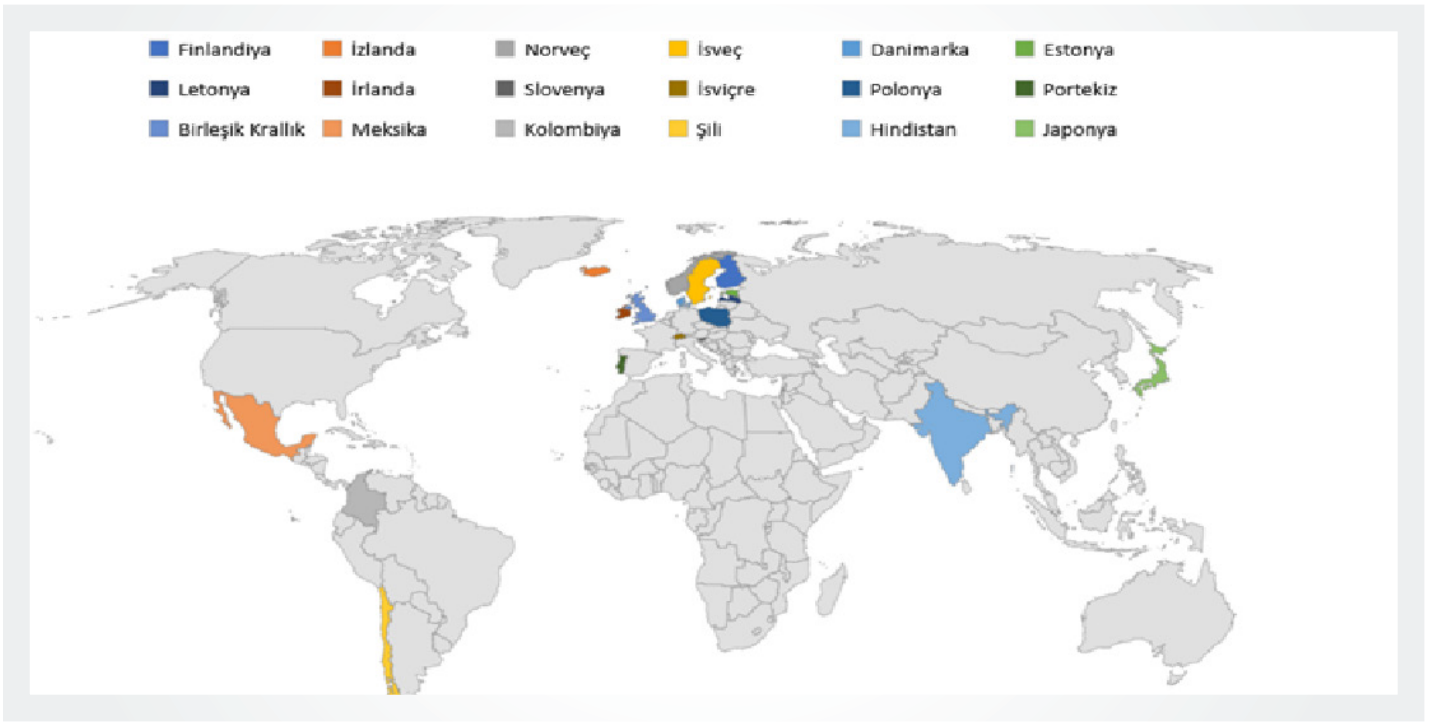 Finlandiya İzlanda Norveç İsveç Danimarka Estonya
Letonya İrlanda Slovenya İsviçre Polonya Portekiz
Birleşik Krallık Meksika Kolombiya Şili Hindistan Japonya